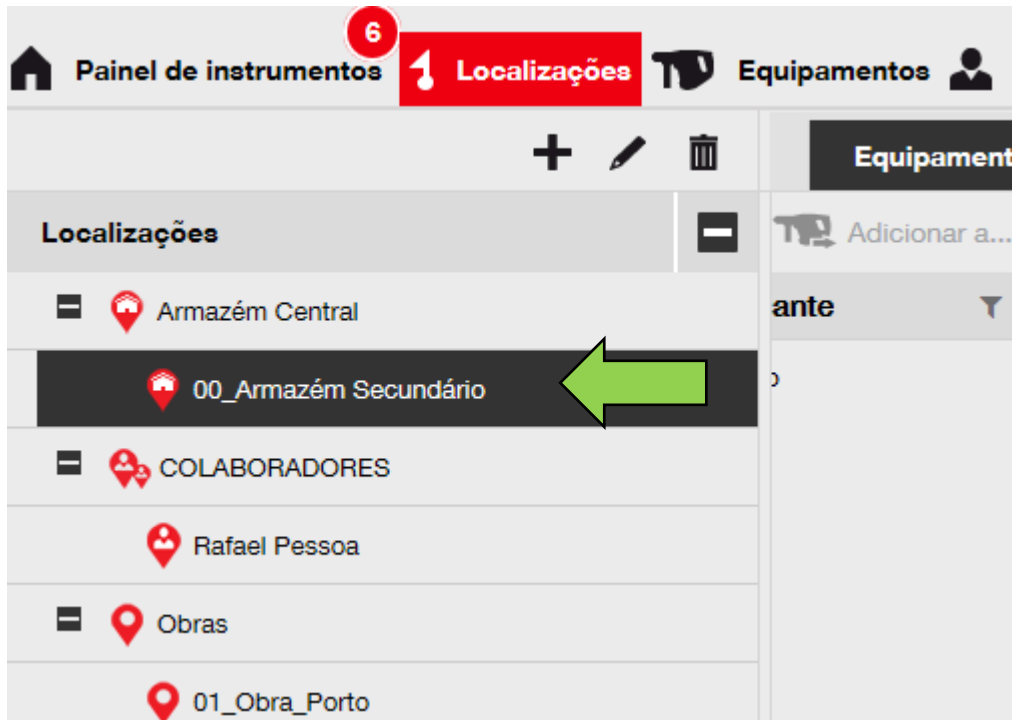 6
Painel de instrumentos Localizações Equipamentos
Equipament
Localizações
Adicionar a...
Armazém Central
ante
00_Armazém Secundário
COLABORADORES
Rafael Pessoa
Obras
01_Obra_Porto